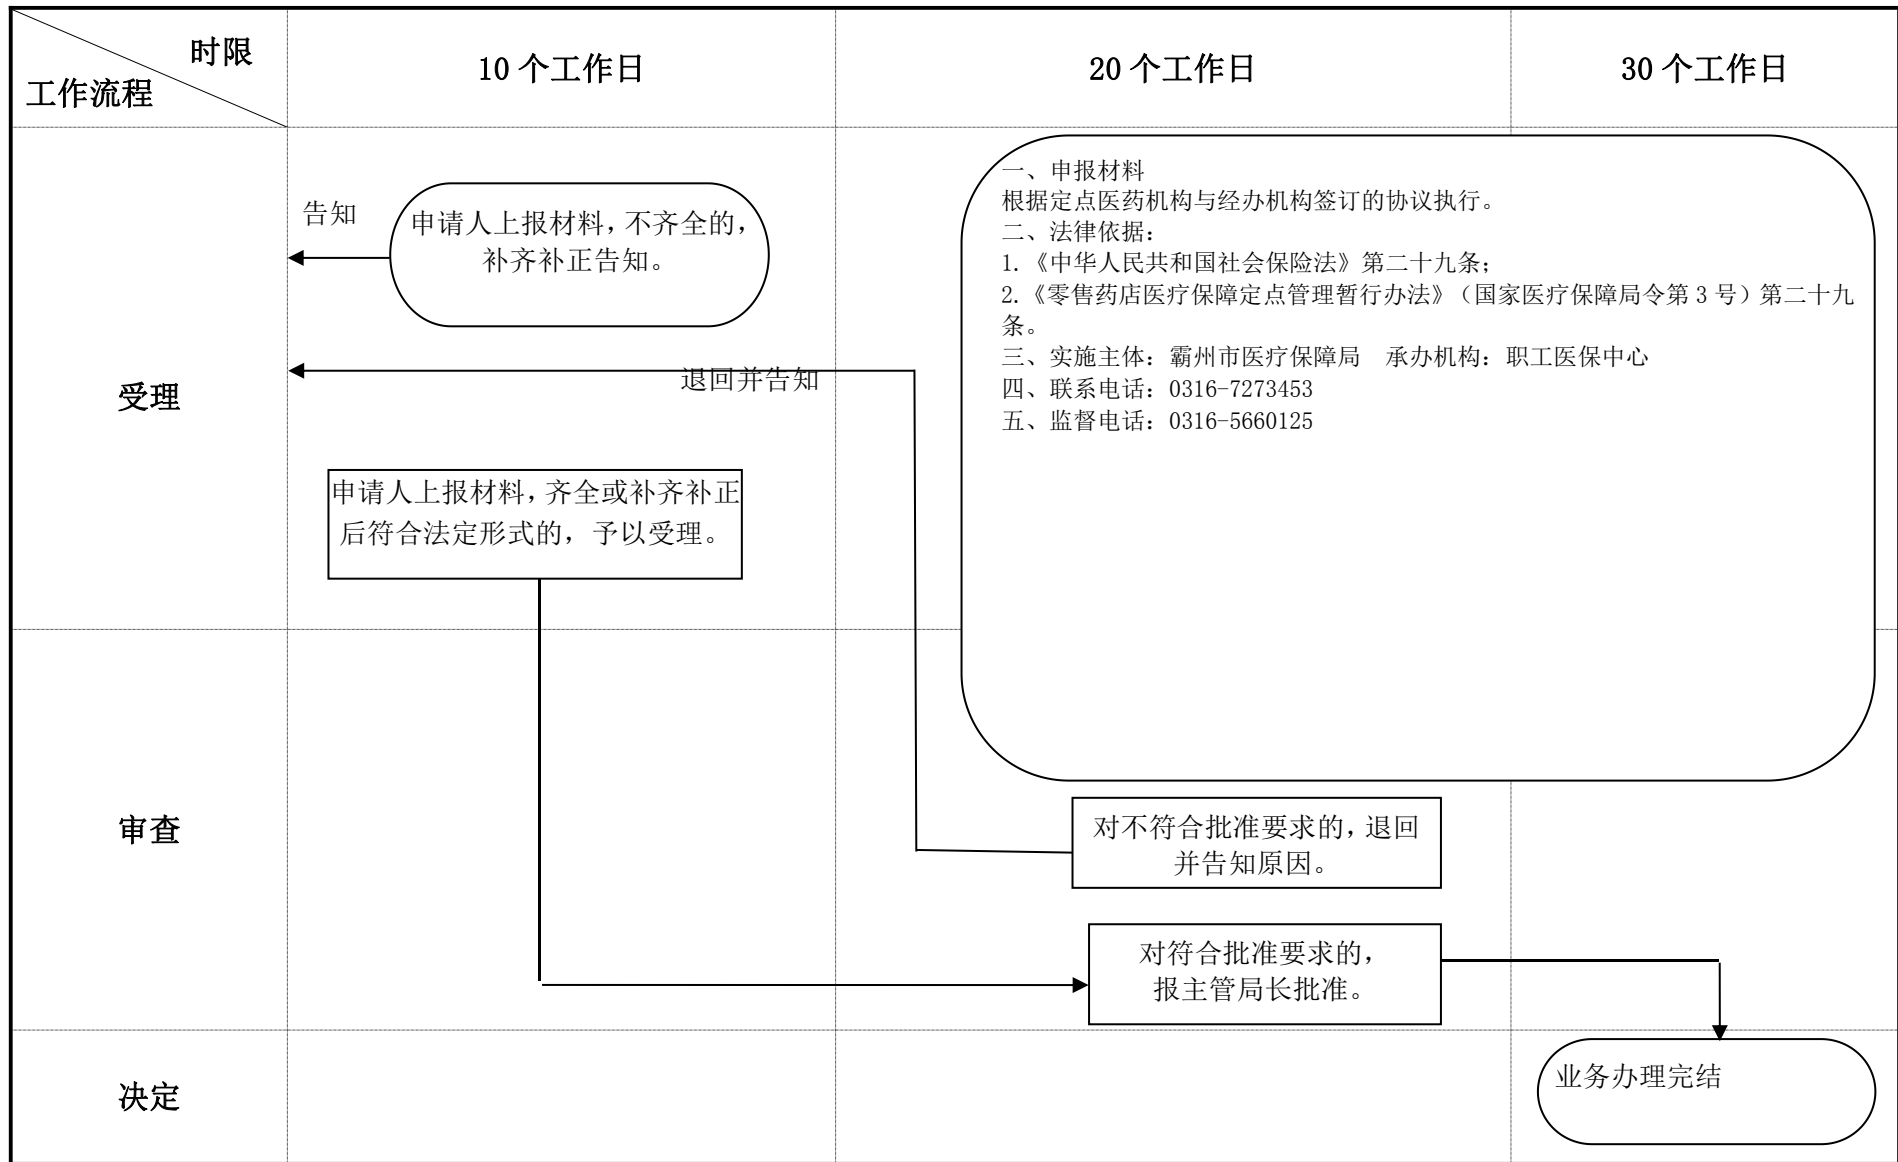 时限
工作流程
10 个工作日
20 个工作日
30 个工作日
受理
告知
申请人上报材料，不齐全的，
补齐补正告知。
退回并告知
申请人上报材料，齐全或补齐补正
后符合法定形式的，予以受理。
一、申报材料
根据定点医药机构与经办机构签订的协议执行。
二、法律依据：
1.《中华人民共和国社会保险法》第二十九条；
2.《零售药店医疗保障定点管理暂行办法》（国家医疗保障局令第 3 号）第二十九
条。
三、实施主体：霸州市医疗保障局　承办机构：职工医保中心
四、联系电话：0316-7273453
五、监督电话：0316-5660125
审查
对不符合批准要求的，退回
并告知原因。
对符合批准要求的，
报主管局长批准。
决定
业务办理完结